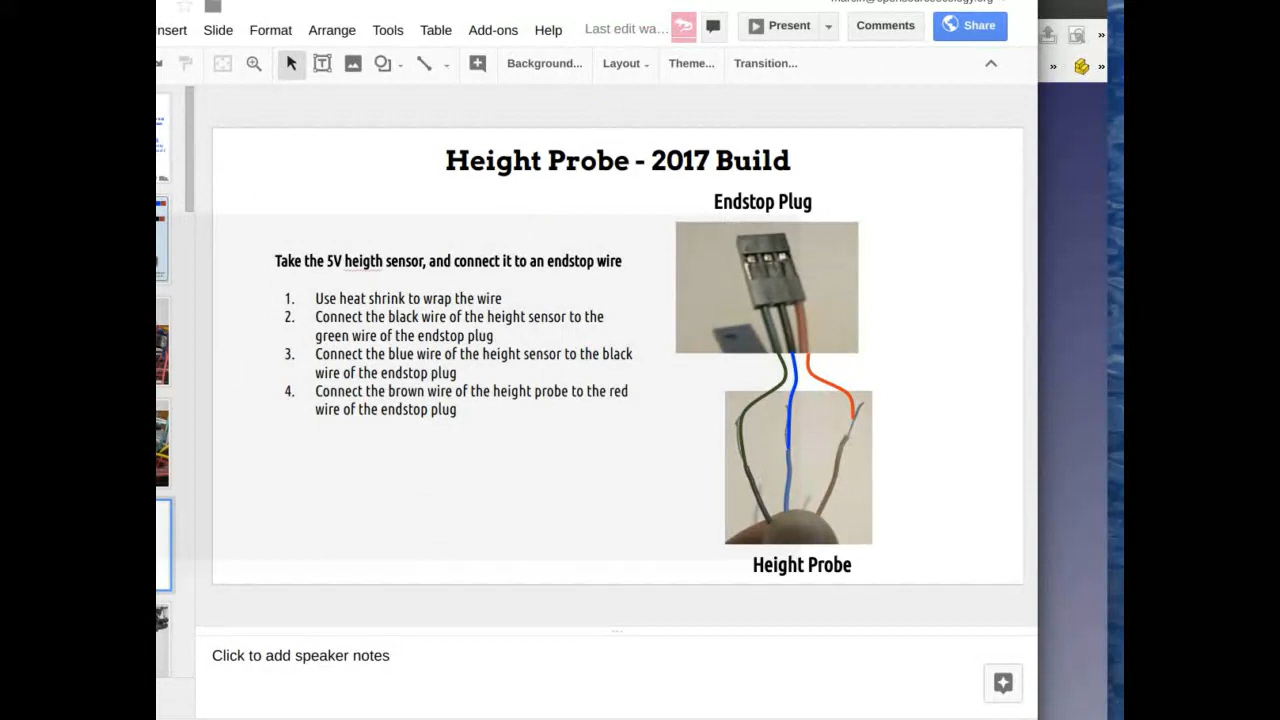 Insert Slide Format Arrange Tools Table Add-ons Help Last edit wa... Present Comments Share
Background... Layout Theme... Transition...
Height Probe - 2017 Build
Endstop Plug
Take the 5V heigth sensor, and connect it to an endstop wire
1. Use heat shrink to wrap the wire
2. Connect the black wire of the height sensor to the
green wire of the endstop plug
3. Connect the blue wire of the height sensor to the black
wire of the endstop plug
4. Connect the brown wire of the height probe to the red
wire of the endstop plug
Height Probe
Click to add speaker notes